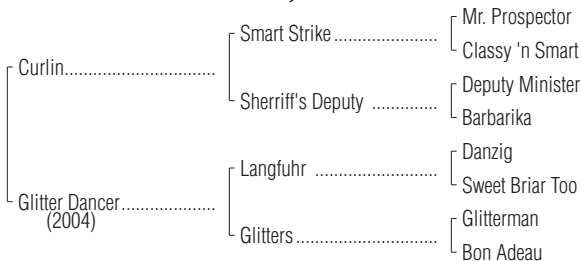 Mr. Prospector
Smart Strike ....................
Classy 'n Smart
Curlin................................
Deputy Minister
Sherriff's Deputy ..............
Barbarika
Danzig
Langfuhr ..........................
Sweet Briar Too
Glitter Dancer....................
(2004)
Glitterman
Glitters..............................
Bon Adeau